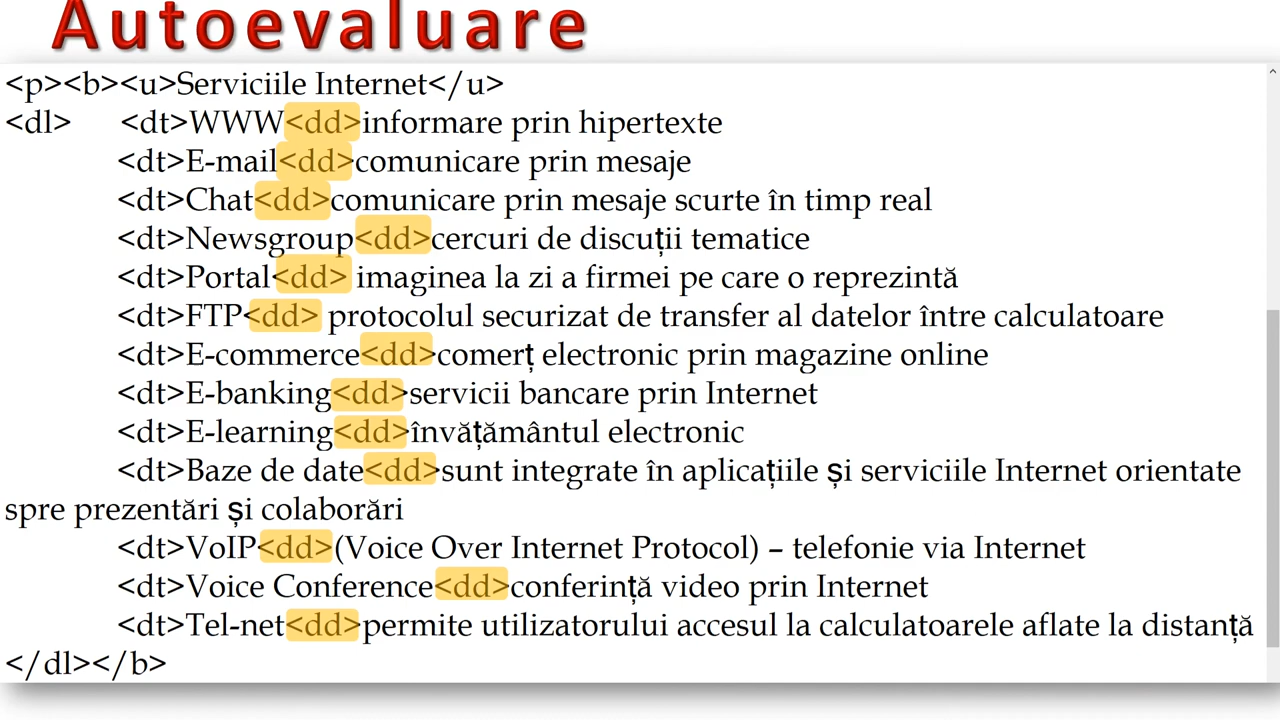 Autoevaluare
<p><b><u>Serviciile Internet</u>
<dl> <dt>WWW<dd>informare prin hipertexte
<dt>E-mail<dd>comunicare prin mesaje
<dt>Chat<dd>comunicare prin mesaje scurte în timp real
<dt>Newsgroup<dd>cercuri de discuții tematice
<dt>Portal<dd> imaginea la zi a firmei pe care o reprezintă
<dt>FTP<dd> protocolul securizat de transfer al datelor între calculatoare
<dt>E-commerce<dd>comerț electronic prin magazine online
<dt>E-banking<dd>servicii bancare prin Internet
<dt>E-learning<dd>învățământul electronic
<dt>Baze de date<dd>sunt integrate în aplicațiile și serviciile Internet orientate
spre prezentări și colaborări
<dt>VoIP<dd>(Voice Over Internet Protocol) – telefonie via Internet
<dt>Voice Conference<dd>conferință video prin Internet
<dt>Tel-net<dd>permite utilizatorului accesul la calculatoarele aflate la distanță
</dl></b>